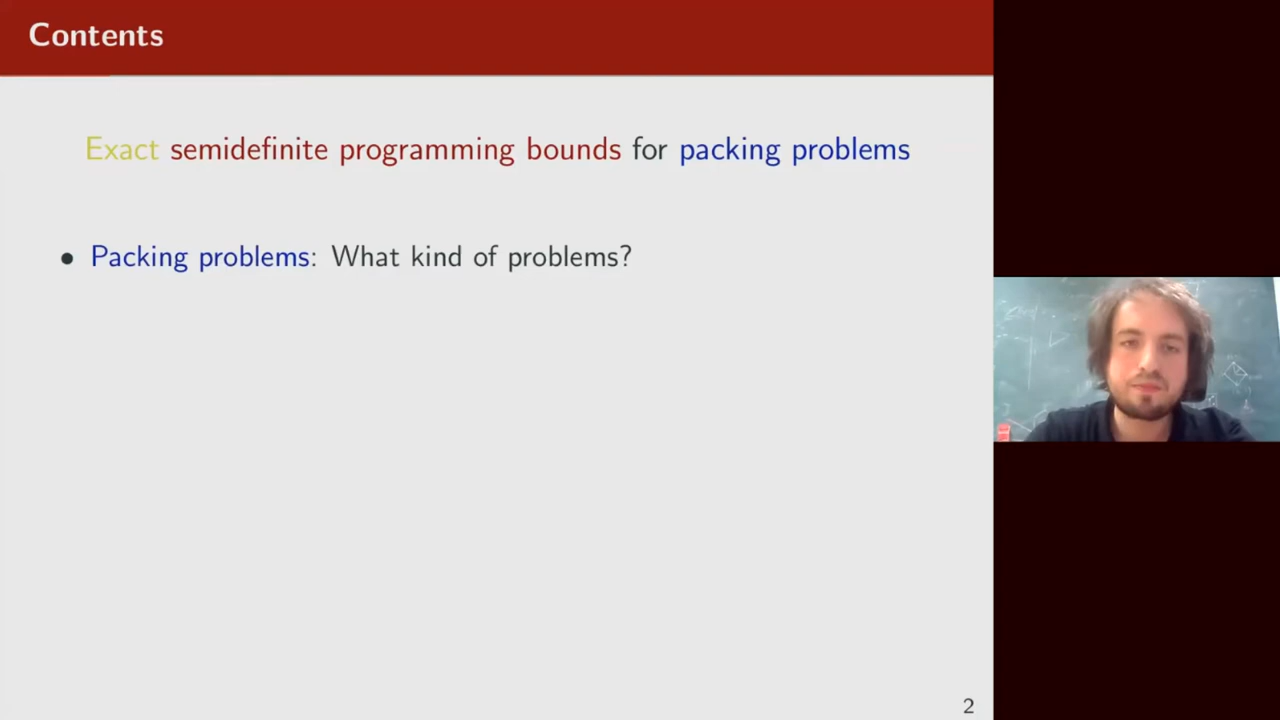 Contents
Exact semidefinite programming bounds for packing problems
• Packing problems: What kind of problems?
2